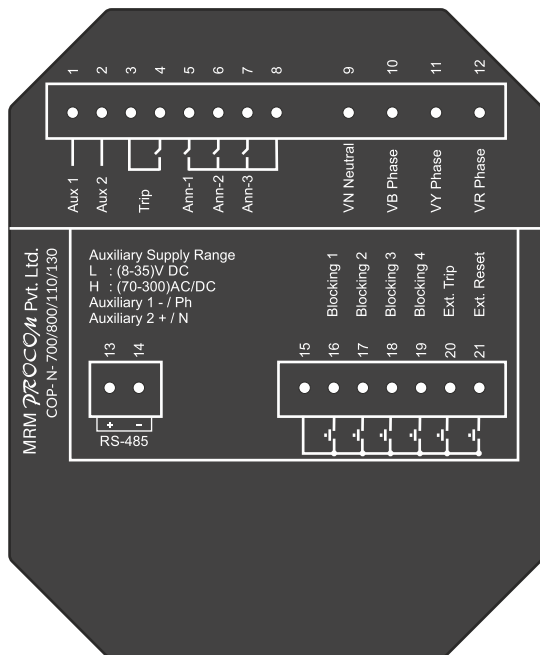 1 2 3 4 5 6 7 8 9 10 11 12
Aux 1
Aux 2
Trip
Ann-1
Ann-2
Ann-3
VN Neutral
VB Phase
VY Phase
VR Phase
MRM PROCOM Pvt. Ltd.
COP- N- 700/800/110/130
Auxiliary Supply Range
L : (8-35)V DC
H : (70-300)AC/DC
Auxiliary 1 - / Ph
Auxiliary 2 + / N
13 14
+ −
RS-485
Blocking 1
Blocking 2
Blocking 3
Blocking 4
Ext. Trip
Ext. Reset
15 16 17 18 19 20 21